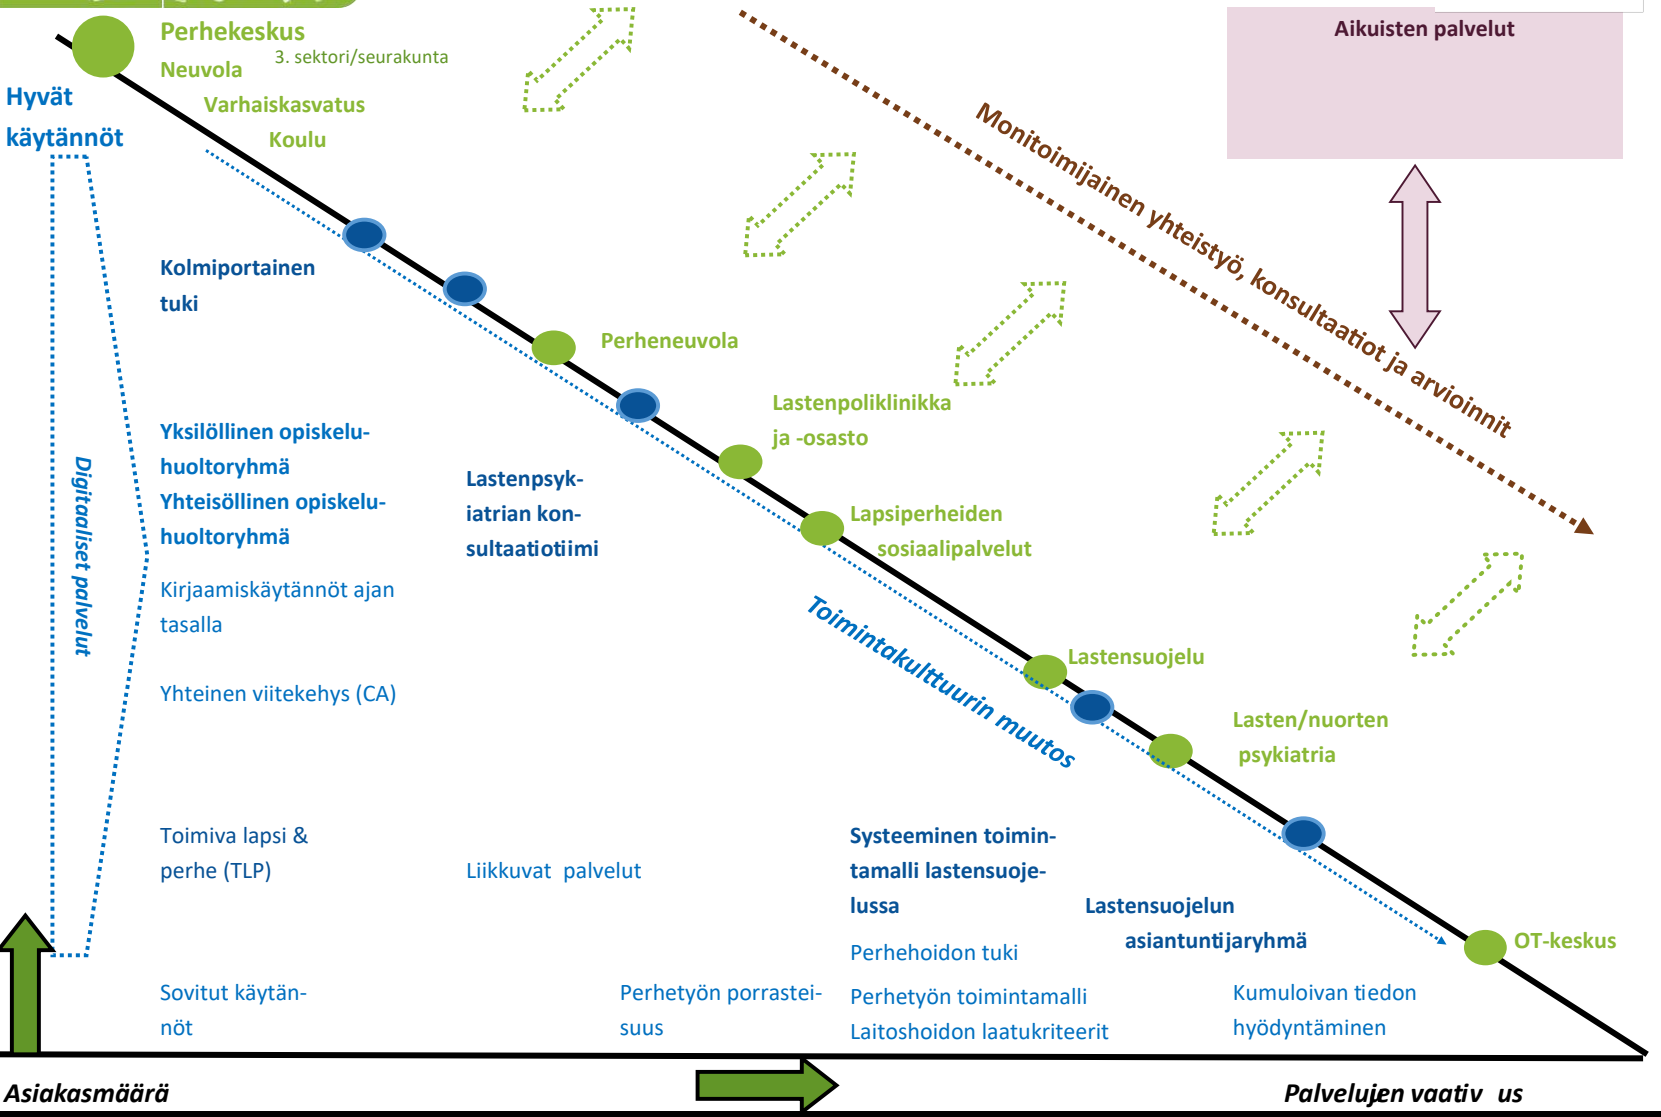 Perhekeskus
3. sektori/seurakunta
Neuvola
Varhaiskasvatus
Koulu
Aikuisten palvelut
Hyvät
käytännöt
Monitoimijainen yhteistyö, konsultaatiot ja arvioinnit
Kolmiportainen
tuki
Perheneuvola
Lastenpoliklinikka
ja -osasto
Digitaaliset palvelut
Yksilöllinen opiskelu-
huoltoryhmä
Yhteisöllinen opiskelu-
huoltoryhmä
Lastenpsyk-
iatrian kon-
sultaatiotiimi
Lapsiperheiden
sosiaalipalvelut
Kirjaamiskäytännöt ajan
tasalla
Toimintakulttuurin muutos
Lastensuojelu
Yhteinen viitekehys (CA)
Lasten/nuorten
psykiatria
Toimiva lapsi &
perhe (TLP)
Liikkuvat palvelut
Systeeminen toimin-
tamalli lastensuoje-
lussa
Lastensuojelun
asiantuntijaryhmä
OT-keskus
Perhehoidon tuki
Sovitut käytän-
nöt
Perhetyön porrastei-
suus
Perhetyön toimintamalli
Laitoshoidon laatukriteerit
Kumuloivan tiedon
hyödyntäminen
Asiakasmäärä
Palvelujen vaativ us